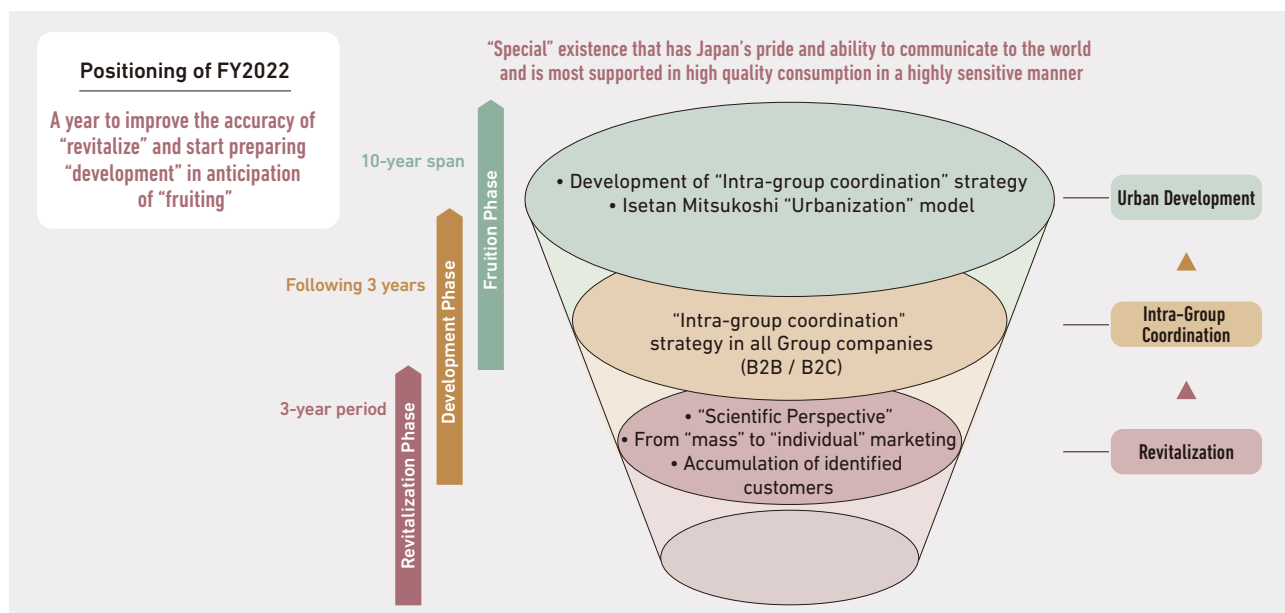 Positioning of FY2022
A year to improve the accuracy of
“revitalize” and start preparing
“development” in anticipation
of “fruiting”
“Special” existence that has Japan’s pride and ability to communicate to the world
and is most supported in high quality consumption in a highly sensitive manner
10-year span
Fruition Phase
Following 3 years
Development Phase
3-year period
Revitalization Phase
• Development of “Intra-group coordination” strategy
• Isetan Mitsukoshi “Urbanization” model
“Intra-group coordination"
strategy in all Group companies
(B2B / B2C)
• “Scientific Perspective”
• From “mass” to “individual” marketing
• Accumulation of identified
customers
Urban Development
Intra-Group
Coordination
Revitalization